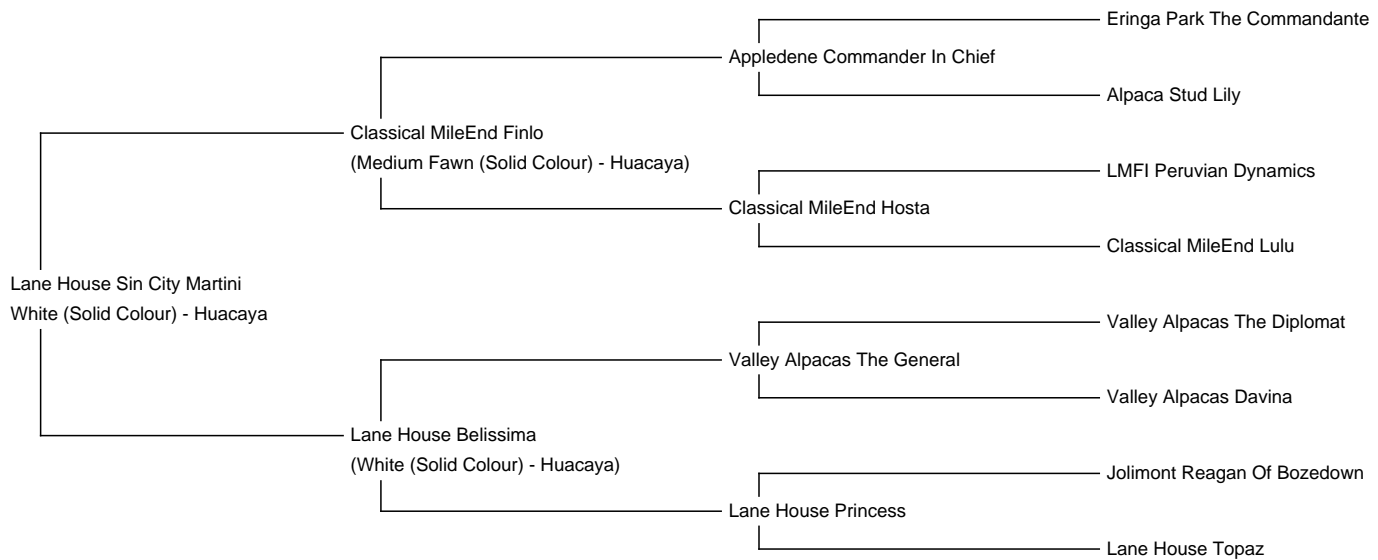 Eringa Park The Commandante
Appledene Commander In Chief
Alpaca Stud Lily
Classical MileEnd Finlo
(Medium Fawn (Solid Colour) - Huacaya)
LMFI Peruvian Dynamics
Classical MileEnd Hosta
Classical MileEnd Lulu
Lane House Sin City Martini
White (Solid Colour) - Huacaya
Valley Alpacas The Diplomat
Valley Alpacas The General
Valley Alpacas Davina
Lane House Belissima
(White (Solid Colour) - Huacaya)
Jolimont Reagan Of Bozedown
Lane House Princess
Lane House Topaz